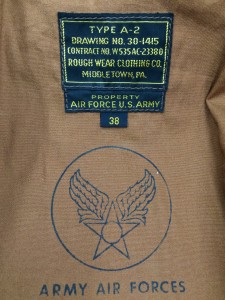 TYPE A-2
DRAWING NO. 30-1415
CONTRACT NO. W535AC-23380
ROUGH WEAR CLOTHING CO.
MIDDLETOWN, PA.
PROPERTY
AIR FORCE U.S. ARMY
38
ARMY AIR FORCES